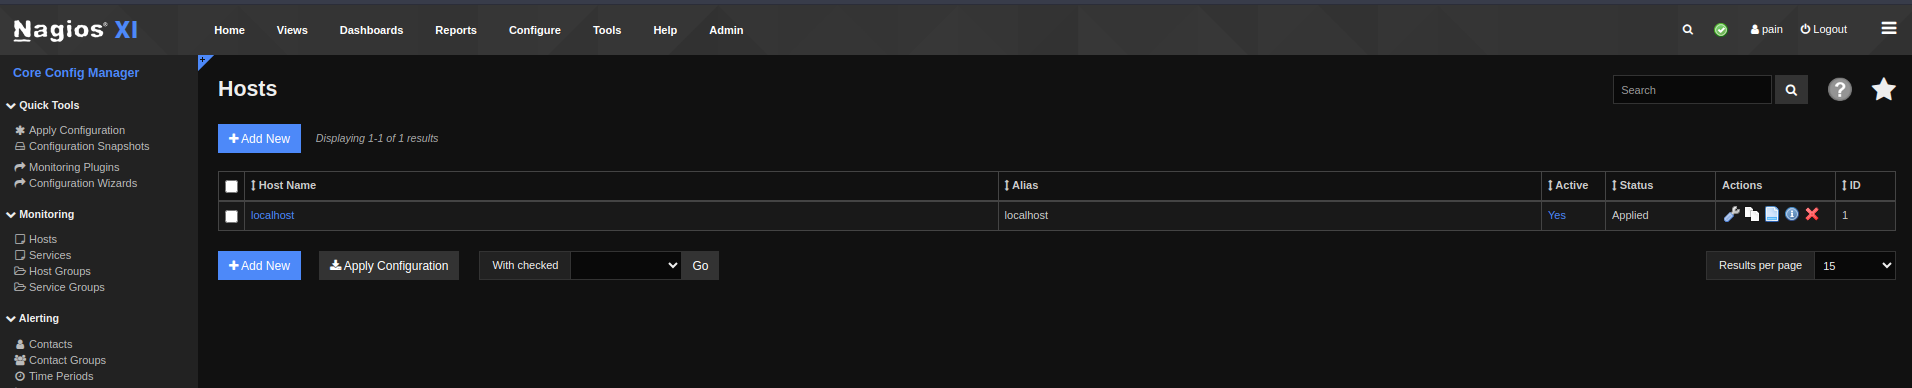 Nagios® XI
Home Views Dashboards Reports Configure Tools Help Admin
pain Logout
Core Config Manager
Quick Tools
Apply Configuration
Configuration Snapshots
Monitoring Plugins
Configuration Wizards
Monitoring
Hosts
Services
Host Groups
Service Groups
Alerting
Contacts
Contact Groups
Time Periods
Hosts
Search
?
+ Add New Displaying 1-1 of 1 results
Host Name Alias Active Status Actions ID
localhost localhost Yes Applied 1
+ Add New Apply Configuration With checked Go Results per page 15